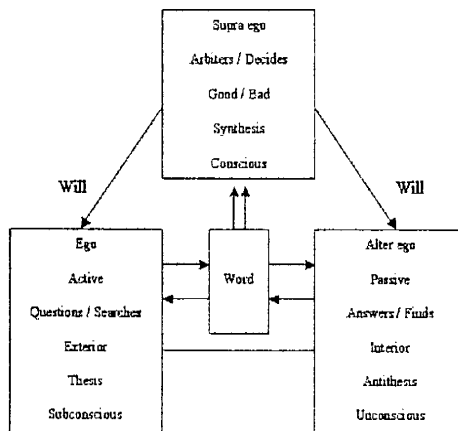 Supra ego
Arbiters / Decides
Good / Bad
Synthesis
Conscious
Will
Will
Ego
Active
Questions / Searches
Exterior
Thesis
Subconscious
Word
Alter ego
Passive
Answers / Finds
Interior
Antithesis
Unconscious